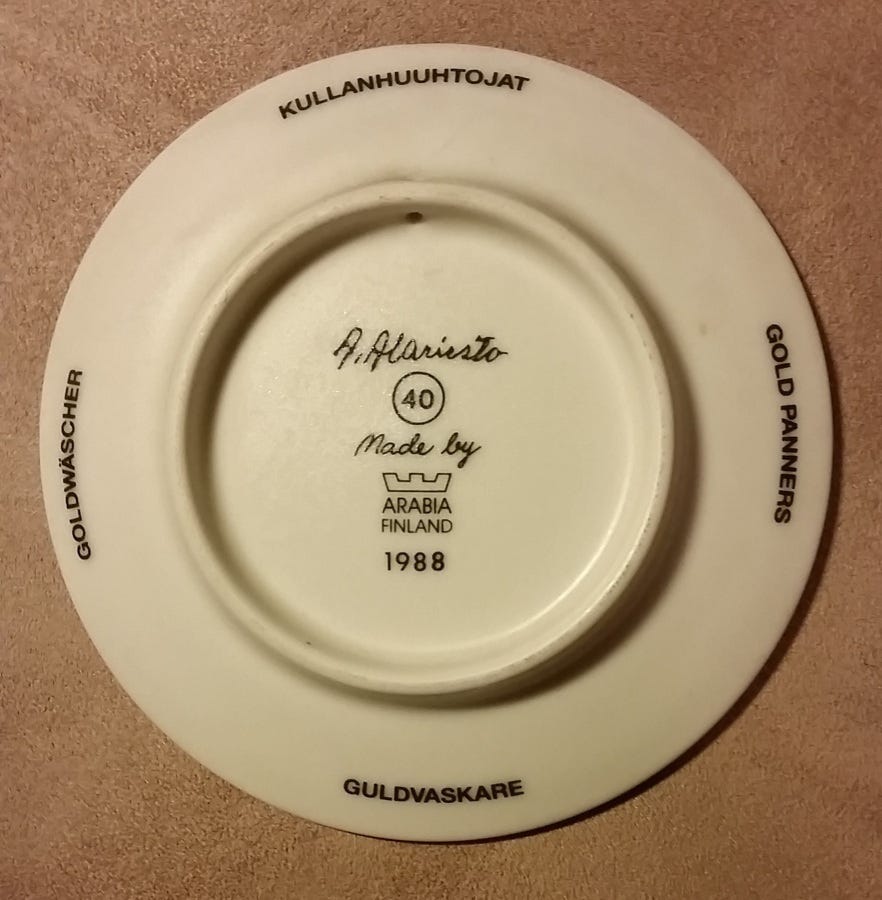 KULLANHUUHTOJAT
GOLDWÄSCHER
GOLD PANNERS
A. Alariesto
40
Made by
ARABIA
FINLAND
1988
GULDVASKARE